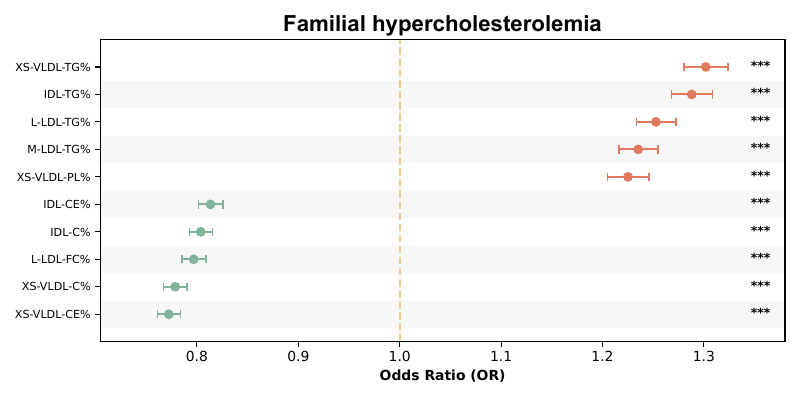 Familial hypercholesterolemia
XS-VLDL-TG% ***
IDL-TG% ***
L-LDL-TG% ***
M-LDL-TG% ***
XS-VLDL-PL% ***
IDL-CE% ***
IDL-C% ***
L-LDL-FC% ***
XS-VLDL-C% ***
XS-VLDL-CE% ***
0.8 0.9 1.0 1.1 1.2 1.3
Odds Ratio (OR)